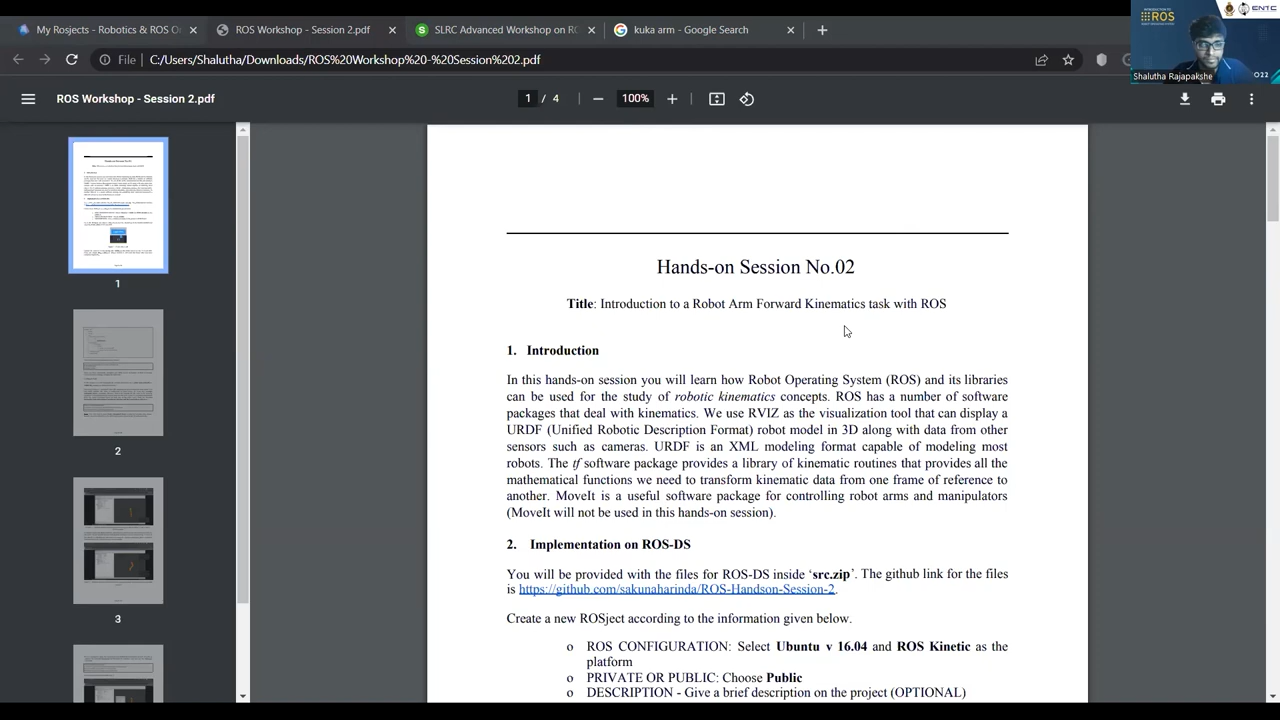 My Rosjects - Robotics & ROS O
ROS Workshop - Session 2.pdf
SLRC Advanced Workshop on RO
kuka arm - Google Search
ROS
ENTC
Shalutha Rajapakshe
022
File
C:/Users/Shalutha/Downloads/ROS%20Workshop%20-%20Session%202.pdf
ROS Workshop - Session 2.pdf
1 / 4
100%
1
2
3
Hands-on Session No.02
Title: Introduction to a Robot Arm Forward Kinematics task with ROS
1. Introduction
In this hands-on session you will learn how Robot Operating System (ROS) and its libraries
can be used for the study of robotic kinematics concepts. ROS has a number of software
packages that deal with kinematics. We use RVIZ as the visualization tool that can display a
URDF (Unified Robotic Description Format) robot model in 3D along with data from other
sensors such as cameras. URDF is an XML modeling format capable of modeling most
robots. The tf software package provides a library of kinematic routines that provides all the
mathematical functions we need to transform kinematic data from one frame of reference to
another. MoveIt is a useful software package for controlling robot arms and manipulators
(MoveIt will not be used in this hands-on session).
2. Implementation on ROS-DS
You will be provided with the files for ROS-DS inside ‘src.zip’. The github link for the files
is https://github.com/sakunaharinda/ROS-Handson-Session-2.
Create a new ROSject according to the information given below.
o ROS CONFIGURATION: Select Ubuntu v 16.04 and ROS Kinetic as the
platform
o PRIVATE OR PUBLIC: Choose Public
o DESCRIPTION - Give a brief description on the project (OPTIONAL)